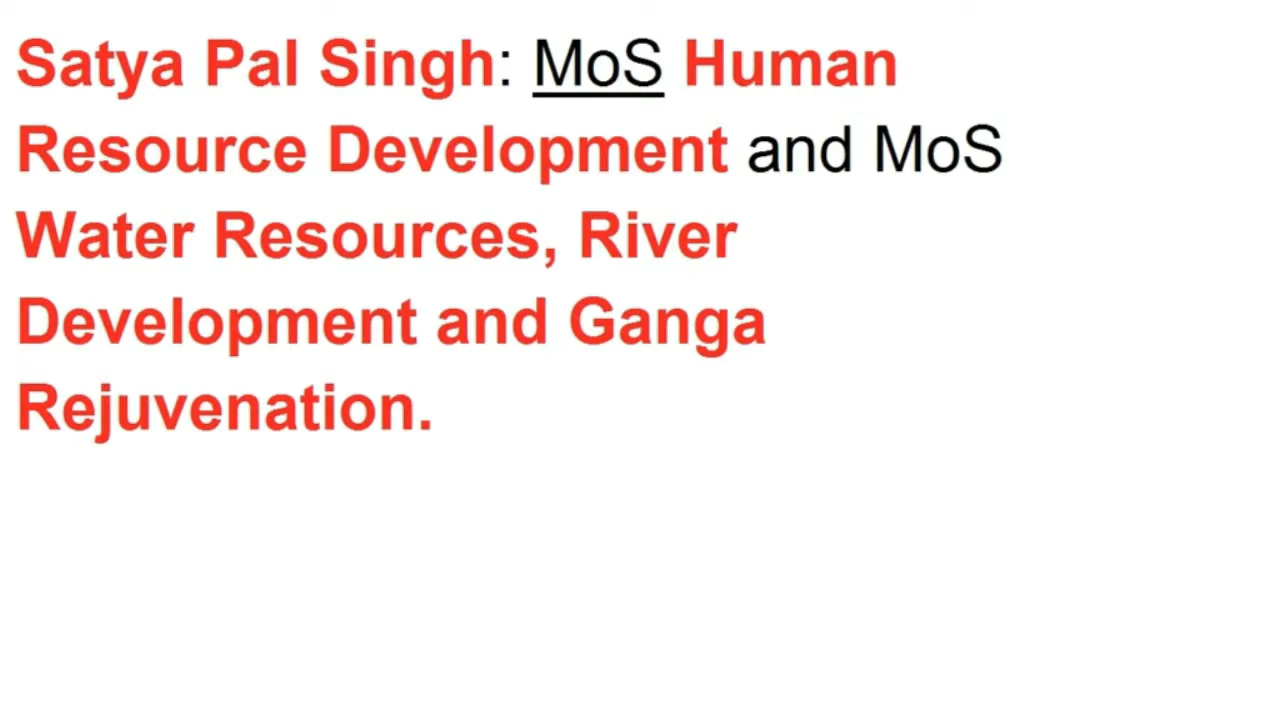 Satya Pal Singh: MoS Human
Resource Development and MoS
Water Resources, River
Development and Ganga
Rejuvenation.